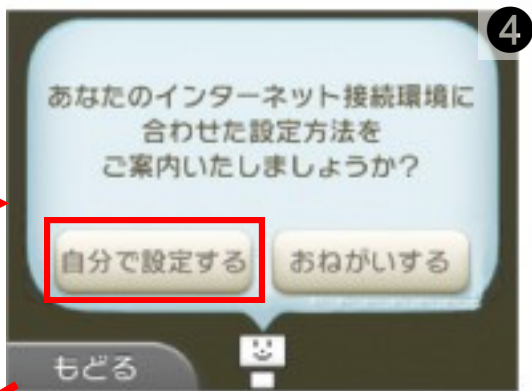 4
あなたのインターネット接続環境に
合わせた設定方法を
ご案内いたしましょうか?
自分で設定する
おねがいする
もどる